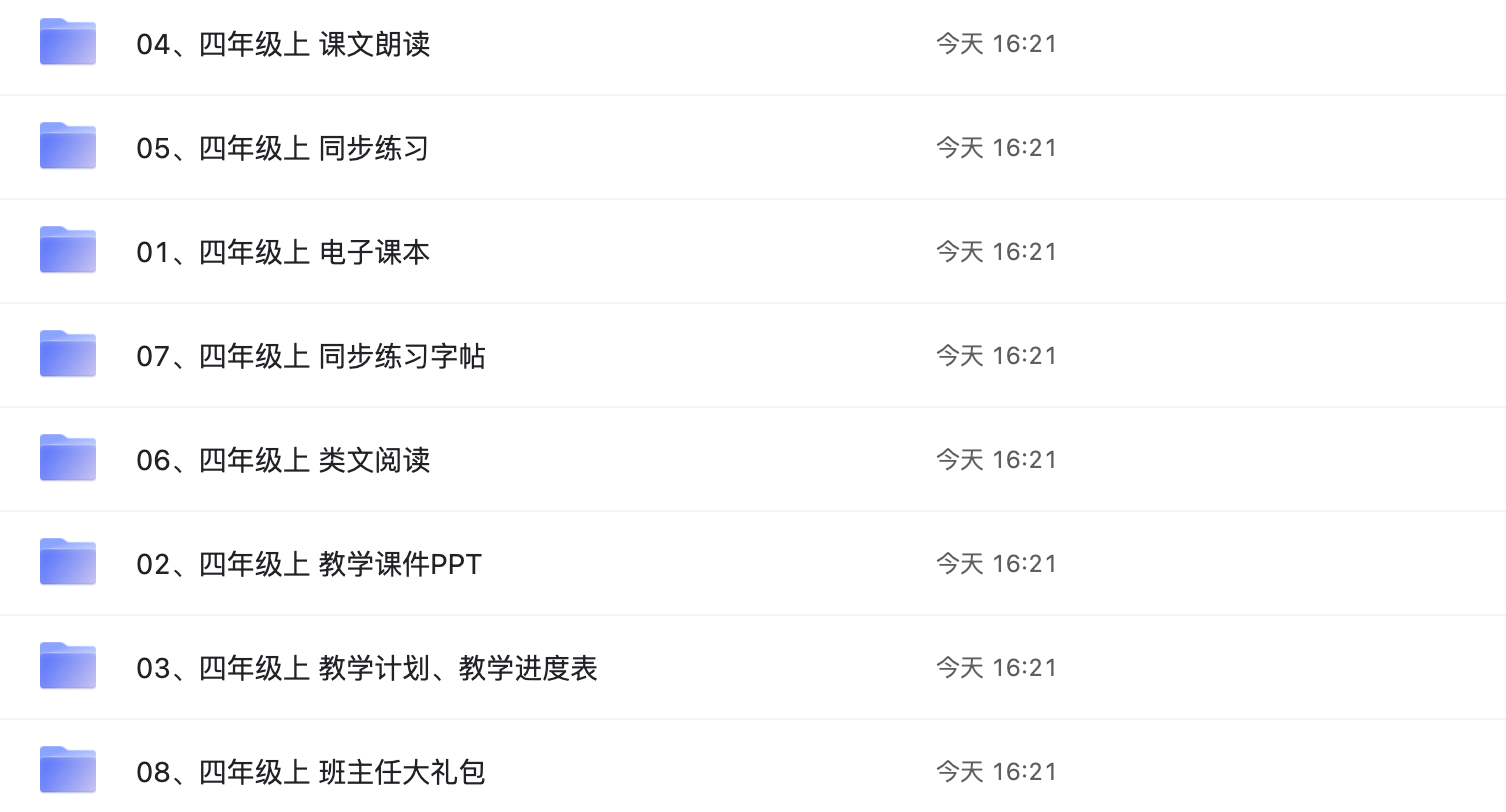 04、四年级上 课文朗读 今天 16:21
05、四年级上 同步练习 今天 16:21
01、四年级上 电子课本 今天 16:21
07、四年级上 同步练习字帖 今天 16:21
06、四年级上 类文阅读 今天 16:21
02、四年级上 教学课件PPT 今天 16:21
03、四年级上 教学计划、教学进度表 今天 16:21
08、四年级上 班主任大礼包 今天 16:21